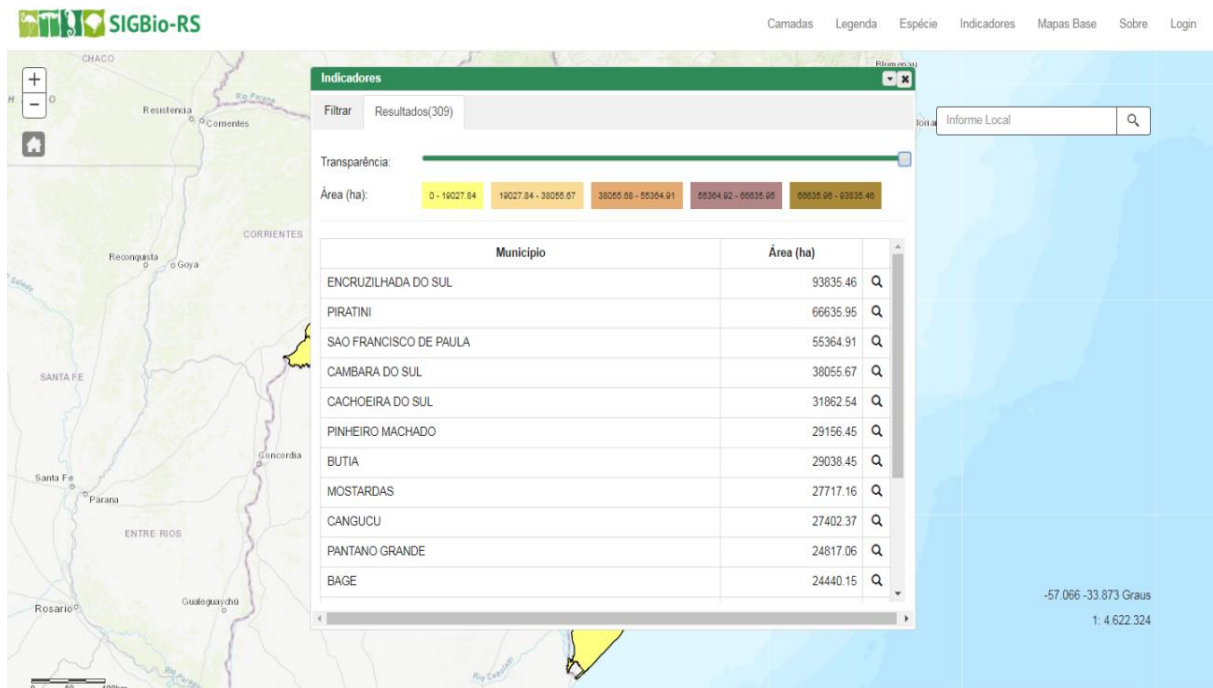 SIGBio-RS
Camadas Legenda Espécie Indicadores Mapas Base Sobre Login
CHACO
Blumenau
Indicadores
+
−
Rio Parana
Resistencia
Corrientes
Filtrar Resultados(309)
Informe Local
Transparência:
Área (ha): 0 - 19027.84 19027.84 - 38055.67 38055.68 - 55364.91 55364.92 - 66635.95 66635.96 - 93835.46
CORRIENTES
Município Área (ha)
Reconquista
Goya
Salado
ENCRUZILHADA DO SUL 93835.46
PIRATINI 66635.95
SAO FRANCISCO DE PAULA 55364.91
CAMBARA DO SUL 38055.67
SANTA FE
CACHOEIRA DO SUL 31862.54
PINHEIRO MACHADO 29156.45
Concordia
BUTIA 29038.45
Santa Fe
MOSTARDAS 27717.16
Parana
CANGUCU 27402.37
ENTRE RIOS
PANTANO GRANDE 24817.06
BAGE 24440.15
-57.066 -33.873 Graus
Gualeguaychú
Rosario
1: 4.622.324